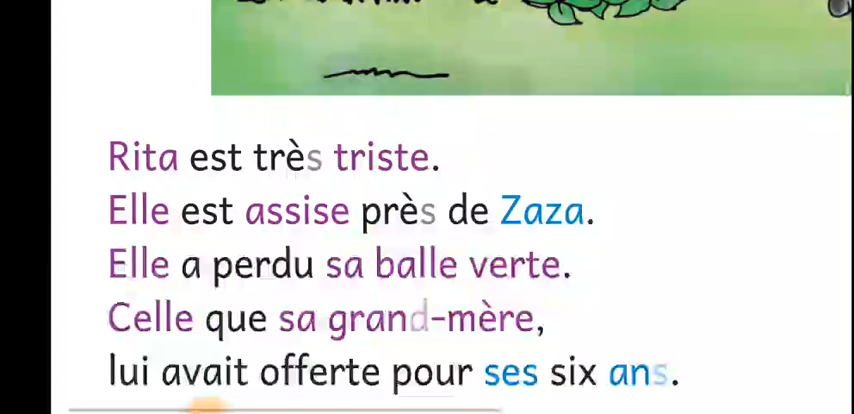 Rita est très triste.
Elle est assise près de Zaza.
Elle a perdu sa balle verte.
Celle que sa grand-mère,
lui avait offerte pour ses six ans.